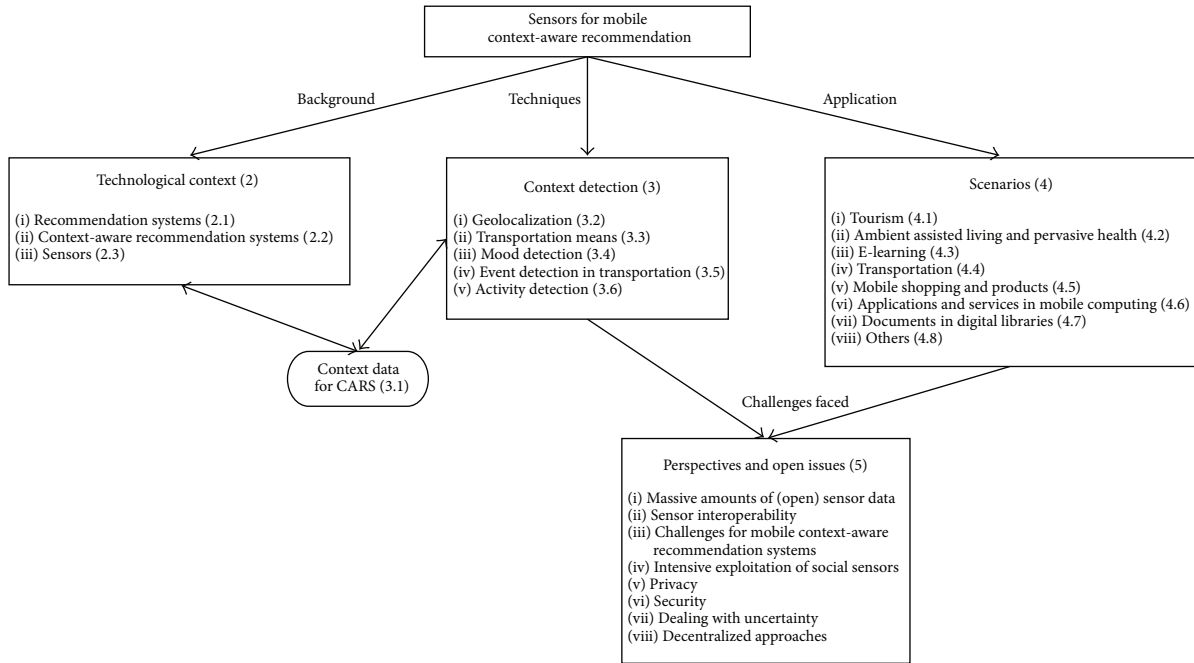 Sensors for mobile
context-aware recommendation
Background
Techniques
Application
Technological context (2)
(i) Recommendation systems (2.1)
(ii) Context-aware recommendation systems (2.2)
(iii) Sensors (2.3)
Context detection (3)
(i) Geolocalization (3.2)
(ii) Transportation means (3.3)
(iii) Mood detection (3.4)
(iv) Event detection in transportation (3.5)
(v) Activity detection (3.6)
Scenarios (4)
(i) Tourism (4.1)
(ii) Ambient assisted living and pervasive health (4.2)
(iii) E-learning (4.3)
(iv) Transportation (4.4)
(v) Mobile shopping and products (4.5)
(vi) Applications and services in mobile computing (4.6)
(vii) Documents in digital libraries (4.7)
(viii) Others (4.8)
Context data
for CARS (3.1)
Challenges faced
Perspectives and open issues (5)
(i) Massive amounts of (open) sensor data
(ii) Sensor interoperability
(iii) Challenges for mobile context-aware
recommendation systems
(iv) Intensive exploitation of social sensors
(v) Privacy
(vi) Security
(vii) Dealing with uncertainty
(viii) Decentralized approaches